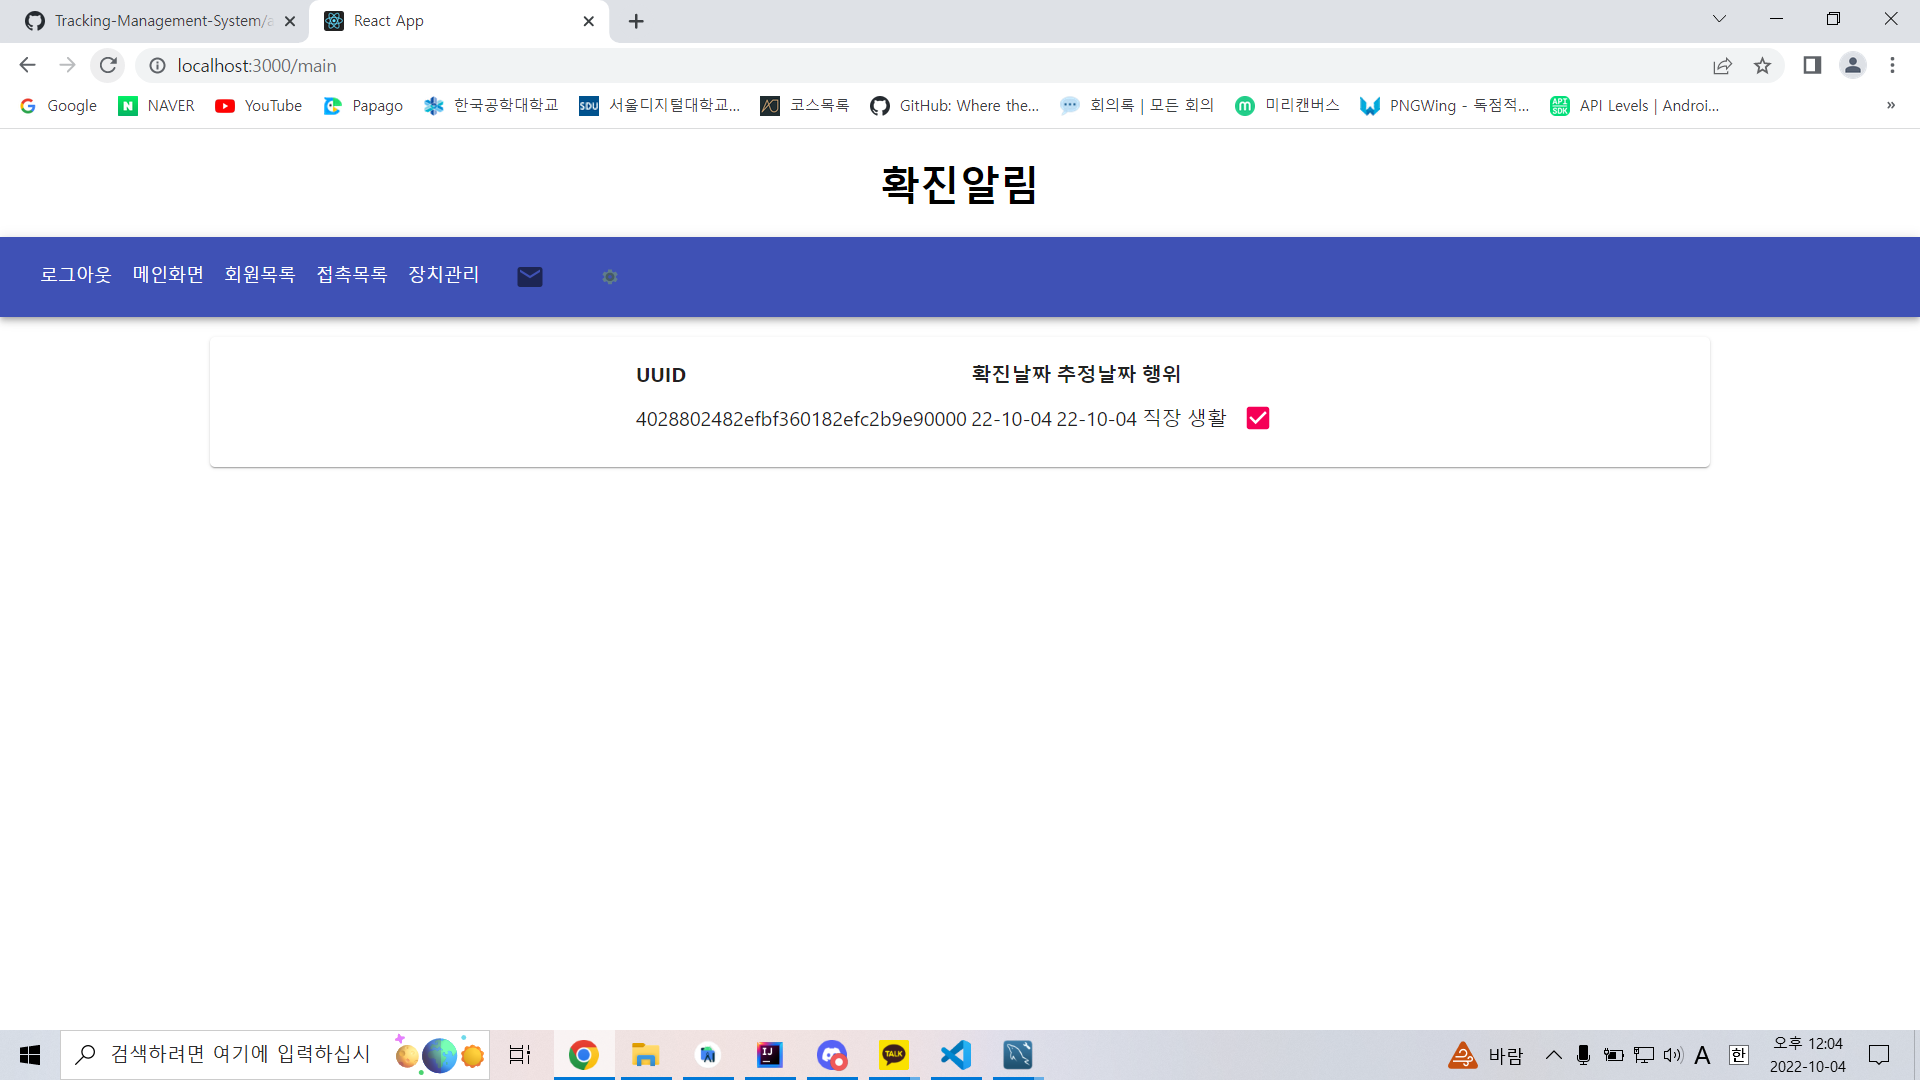 Tracking-Management-System/a
React App
localhost:3000/main
Google
NAVER
YouTube
Papago
한국공학대학교
SDU
서울디지털대학교...
코스목록
GitHub: Where the...
회의록 | 모든 회의
미리캔버스
PNGWing - 독점적...
API Levels | Androi...
»
확진알림
로그아웃 메인화면 회원목록 접촉목록 장치관리
UUID 확진날짜 추정날짜 행위
4028802482efbf360182efc2b9e90000 22-10-04 22-10-04 직장 생활
검색하려면 여기에 입력하십시
IJ
TALK
바람
A
한
오후 12:04
2022-10-04